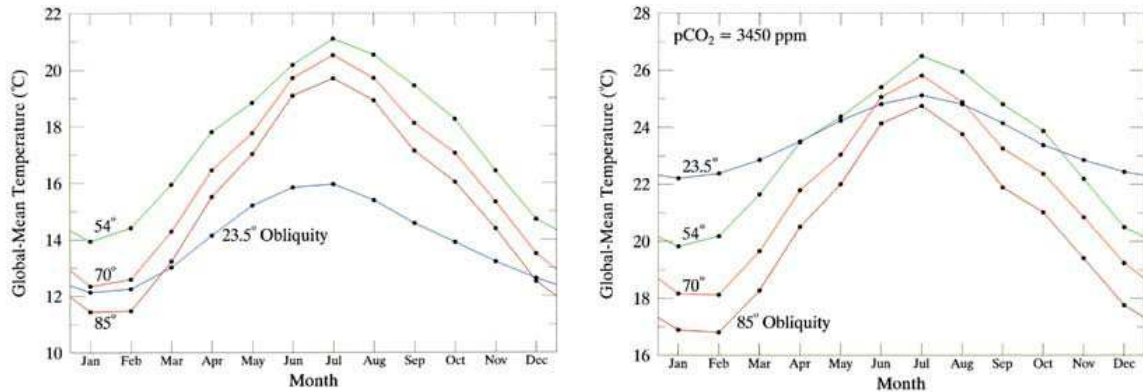 22
20
18
16
14
12
10
Global-Mean Temperature (°C)
54°
70°
85°
23.5° Obliquity
Jan Feb Mar Apr May Jun Jul Aug Sep Oct Nov Dec
Month
pCO₂ = 3450 ppm
28
26
24
22
20
18
16
Global-Mean Temperature (°C)
23.5°
54°
70°
85° Obliquity
Jan Feb Mar Apr May Jun Jul Aug Sep Oct Nov Dec
Month